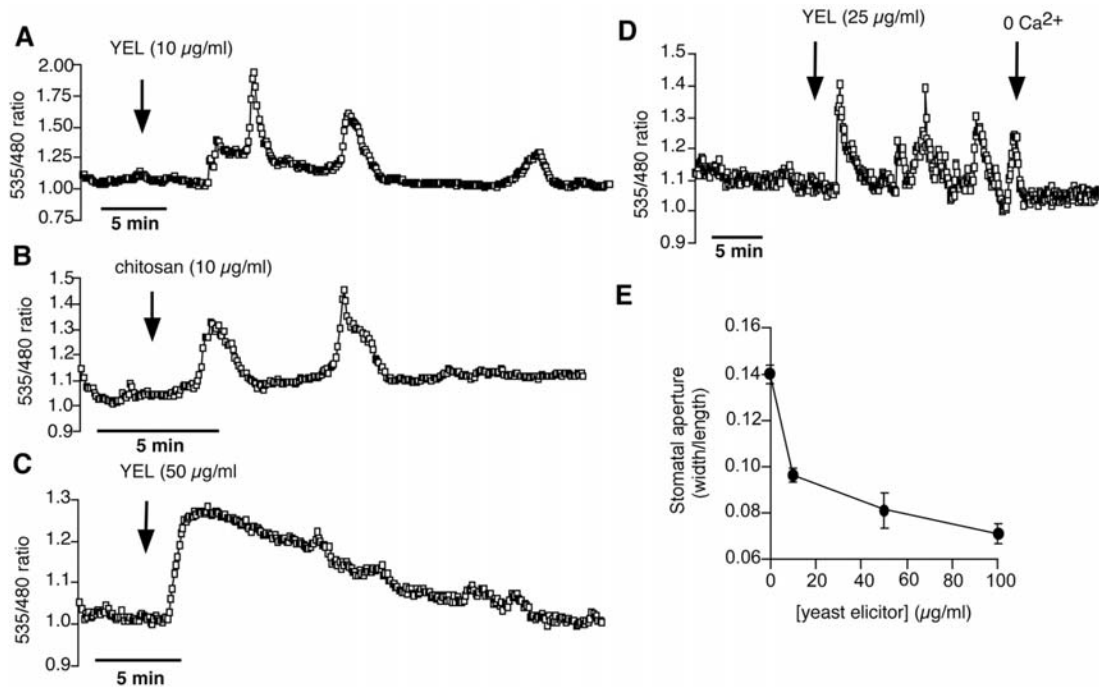 A
YEL (10 µg/ml)
535/480 ratio
2.00
1.75
1.50
1.25
1.00
0.75
5 min
B
chitosan (10 µg/ml)
535/480 ratio
1.5
1.4
1.3
1.2
1.1
1.0
0.9
5 min
C
YEL (50 µg/ml
535/480 ratio
1.3
1.2
1.1
1.0
0.9
5 min
D
YEL (25 µg/ml)
0 Ca2+
535/480 ratio
1.5
1.4
1.3
1.2
1.1
1.0
0.9
5 min
E
Stomatal aperture
(width/length)
0.16
0.14
0.12
0.10
0.08
0.06
0 20 40 60 80 100
[yeast elicitor] (µg/ml)